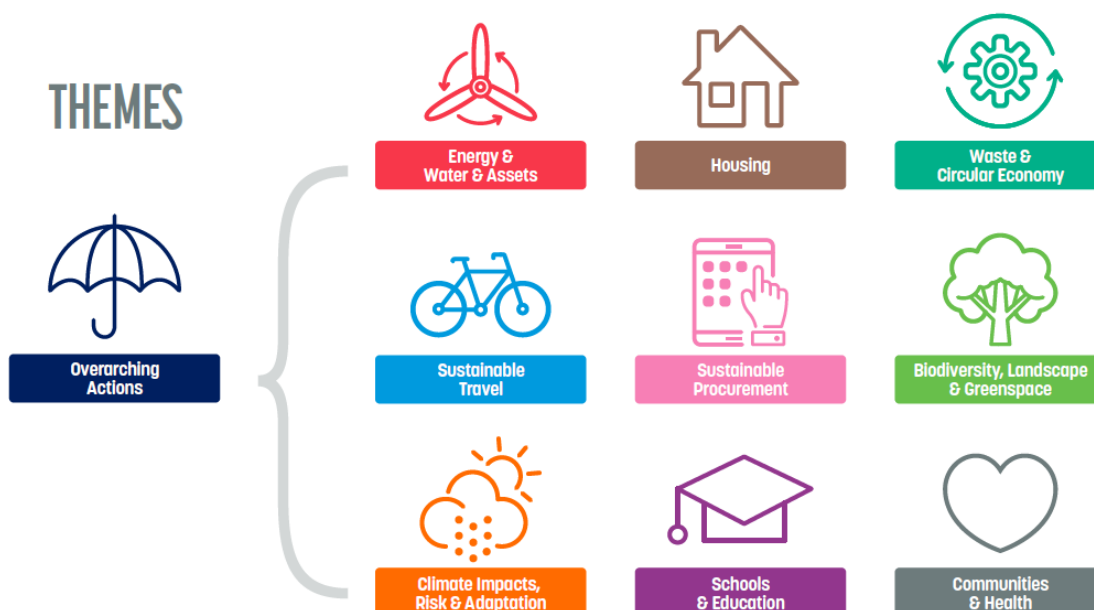 THEMES
Overarching
Actions
Energy &
Water & Assets
Housing
Waste &
Circular Economy
Sustainable
Travel
Sustainable
Procurement
Biodiversity, Landscape
& Greenspace
Climate Impacts,
Risk & Adaptation
Schools
& Education
Communities
& Health